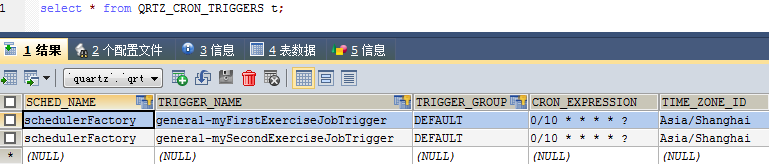 1 select * from QRTZ_CRON_TRIGGERS t;
1 结果 2 个配置文件 3 信息 4 表数据 5 信息
`quartz`.`qrt
SCHED_NAME TRIGGER_NAME TRIGGER_GROUP CRON_EXPRESSION TIME_ZONE_ID
schedulerFactory general-myFirstExerciseJobTrigger DEFAULT 0/10 * * * * ? Asia/Shanghai
schedulerFactory general-mySecondExerciseJobTrigger DEFAULT 0/10 * * * * ? Asia/Shanghai
* (NULL) (NULL) (NULL) (NULL) (NULL)